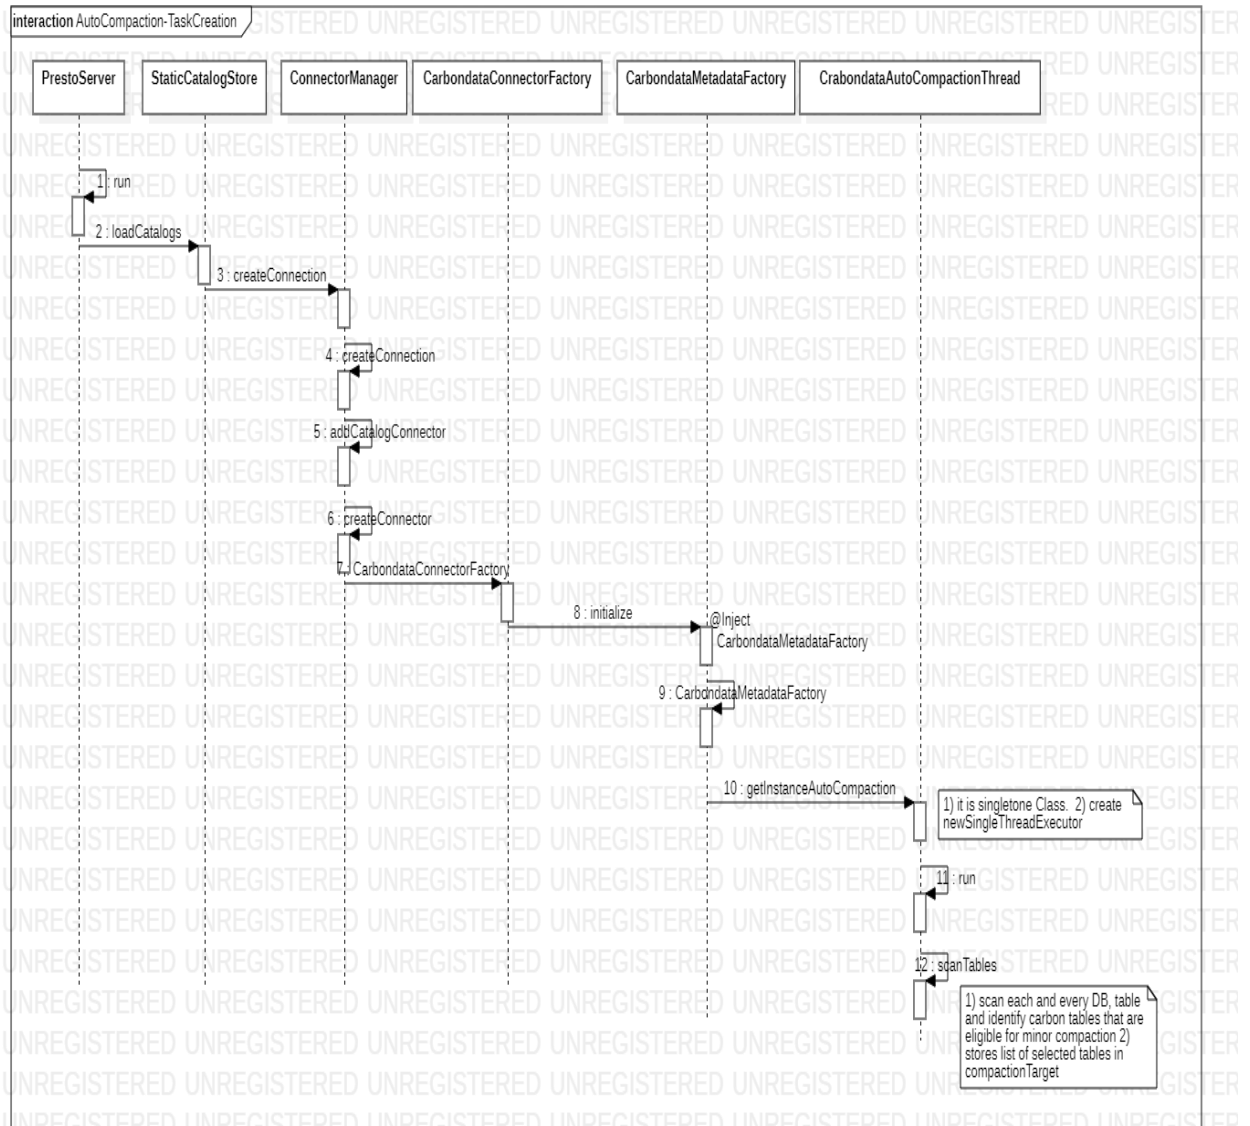 interaction AutoCompaction-TaskCreation
PrestoServer
StaticCatalogStore
ConnectorManager
CarbondataConnectorFactory
CarbondataMetadataFactory
CrabondataAutoCompactionThread
1 : run
2 : loadCatalogs
3 : createConnection
4 : createConnection
5 : addCatalogConnector
6 : createConnector
7 : CarbondataConnectorFactory
8 : initialize
@Inject
CarbondataMetadataFactory
9 : CarbondataMetadataFactory
10 : getInstanceAutoCompaction
1) it is singletone Class. 2) create
newSingleThreadExecutor
11 : run
12 : scanTables
1) scan each and every DB, table
and identify carbon tables that are
eligible for minor compaction 2)
stores list of selected tables in
compactionTarget
UNREGISTERED